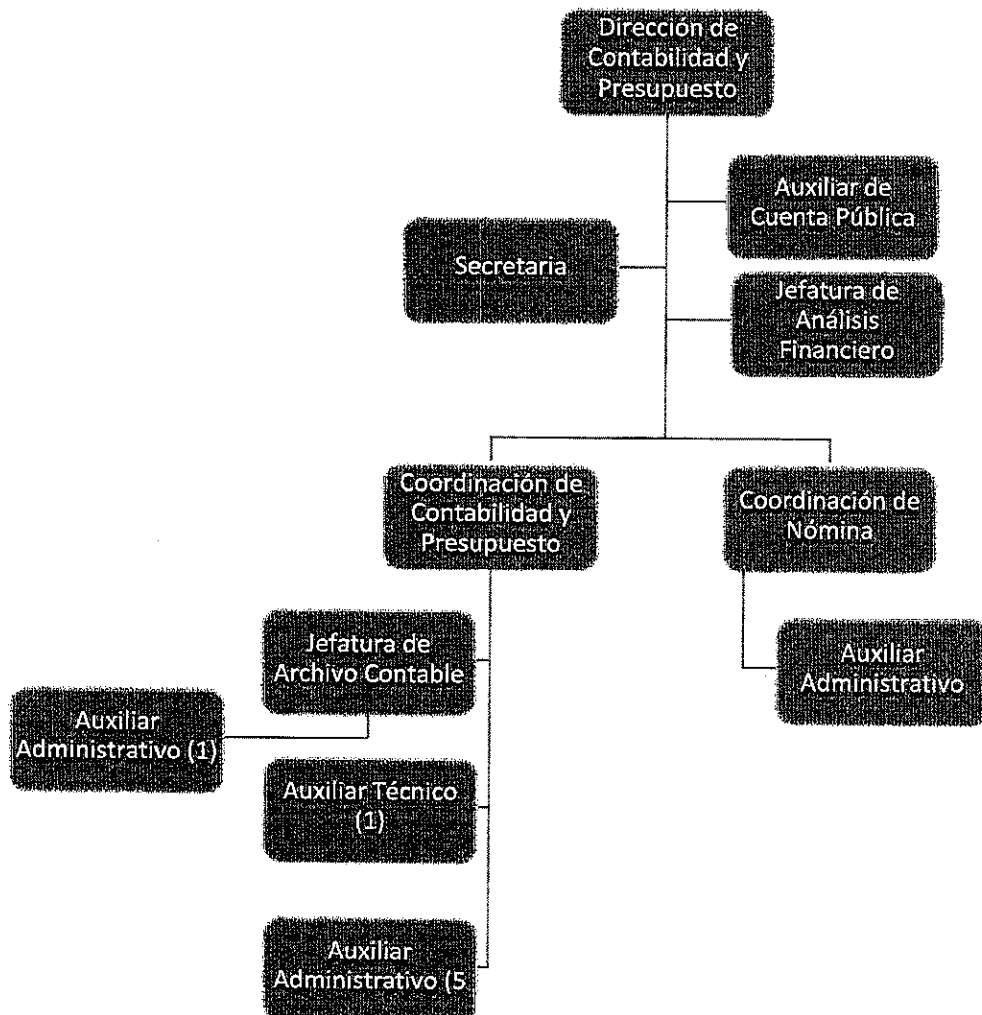 Dirección de
Contabilidad y
Presupuesto
Auxiliar de
Cuenta Pública
Secretaria
Jefatura de
Análisis
Financiero
Coordinación de
Contabilidad y
Presupuesto
Coordinación de
Nómina
Jefatura de
Archivo Contable
Auxiliar
Administrativo
Auxiliar
Administrativo (1)
Auxiliar Técnico
(1)
Auxiliar
Administrativo (5